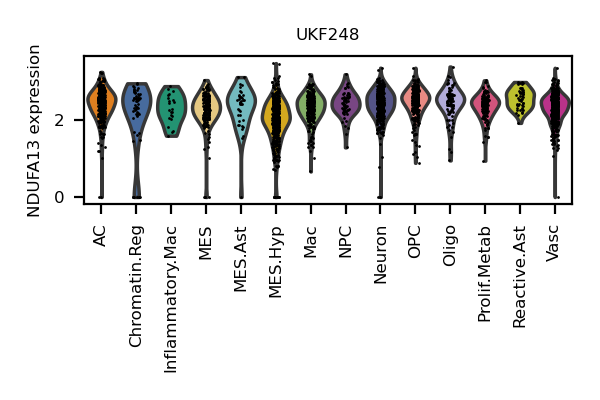 UKF248
NDUFA13 expression
2
0
AC
Chromatin.Reg
Inflammatory.Mac
MES
MES.Ast
MES.Hyp
Mac
NPC
Neuron
OPC
Oligo
Prolif.Metab
Reactive.Ast
Vasc